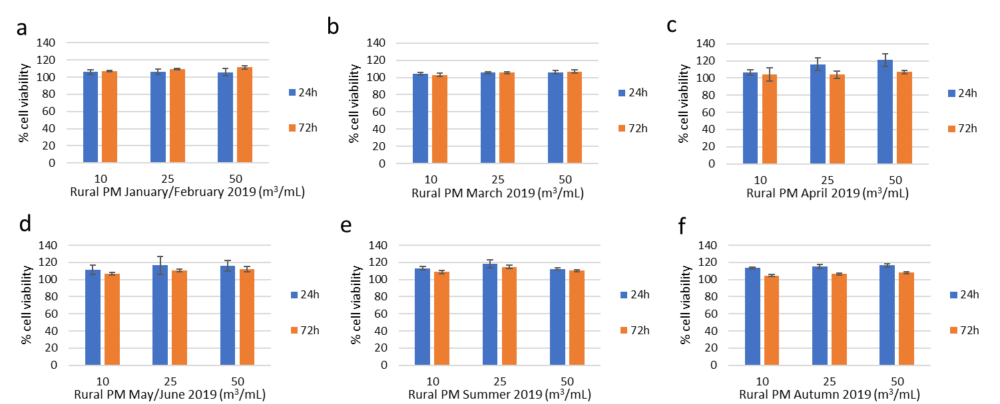 a
140
120
100
80
60
40
20
0
% cell viability
10 25 50
Rural PM January/February 2019 (m³/mL)
24h
72h
b
140
120
100
80
60
40
20
0
% cell viability
10 25 50
Rural PM March 2019 (m³/mL)
24h
72h
c
140
120
100
80
60
40
20
0
% cell viability
10 25 50
Rural PM April 2019 (m³/mL)
24h
72h
d
140
120
100
80
60
40
20
0
% cell viability
10 25 50
Rural PM May/June 2019 (m³/mL)
24h
72h
e
140
120
100
80
60
40
20
0
% cell viability
10 25 50
Rural PM Summer 2019 (m³/mL)
24h
72h
f
140
120
100
80
60
40
20
0
% cell viability
10 25 50
Rural PM Autumn 2019 (m³/mL)
24h
72h